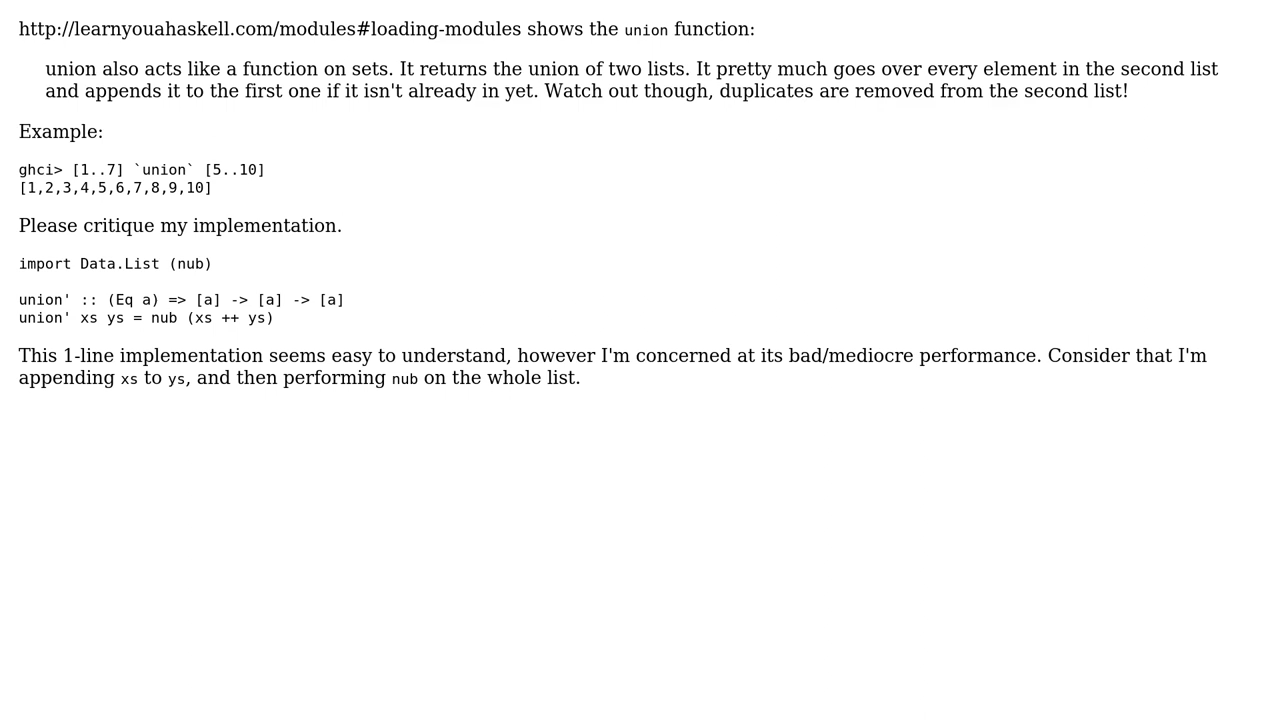 http://learnyouahaskell.com/modules#loading-modules shows the union function:
union also acts like a function on sets. It returns the union of two lists. It pretty much goes over every element in the second list
and appends it to the first one if it isn't already in yet. Watch out though, duplicates are removed from the second list!
Example:
ghci> [1..7] `union` [5..10]
[1,2,3,4,5,6,7,8,9,10]
Please critique my implementation.
import Data.List (nub)
union' :: (Eq a) => [a] -> [a] -> [a]
union' xs ys = nub (xs ++ ys)
This 1-line implementation seems easy to understand, however I'm concerned at its bad/mediocre performance. Consider that I'm
appending xs to ys, and then performing nub on the whole list.